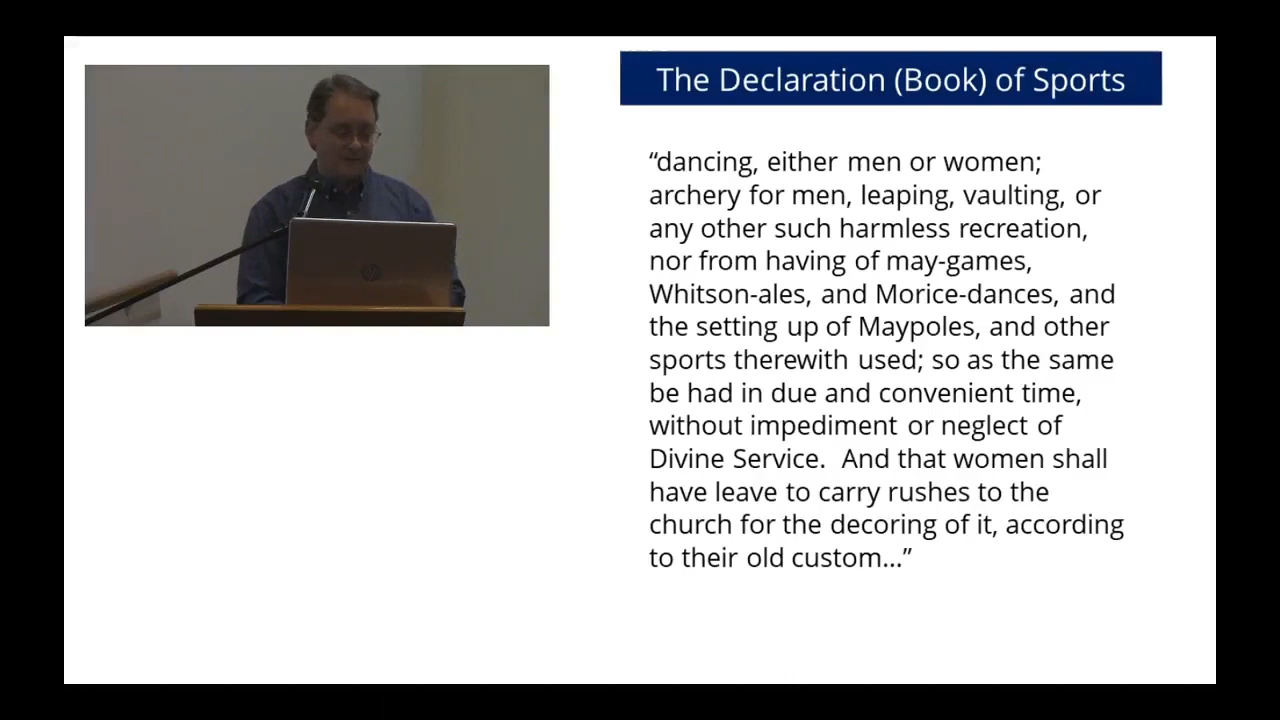 The Declaration (Book) of Sports
“dancing, either men or women;
archery for men, leaping, vaulting, or
any other such harmless recreation,
nor from having of may-games,
Whitson-ales, and Morice-dances, and
the setting up of Maypoles, and other
sports therewith used; so as the same
be had in due and convenient time,
without impediment or neglect of
Divine Service.  And that women shall
have leave to carry rushes to the
church for the decoring of it, according
to their old custom...”